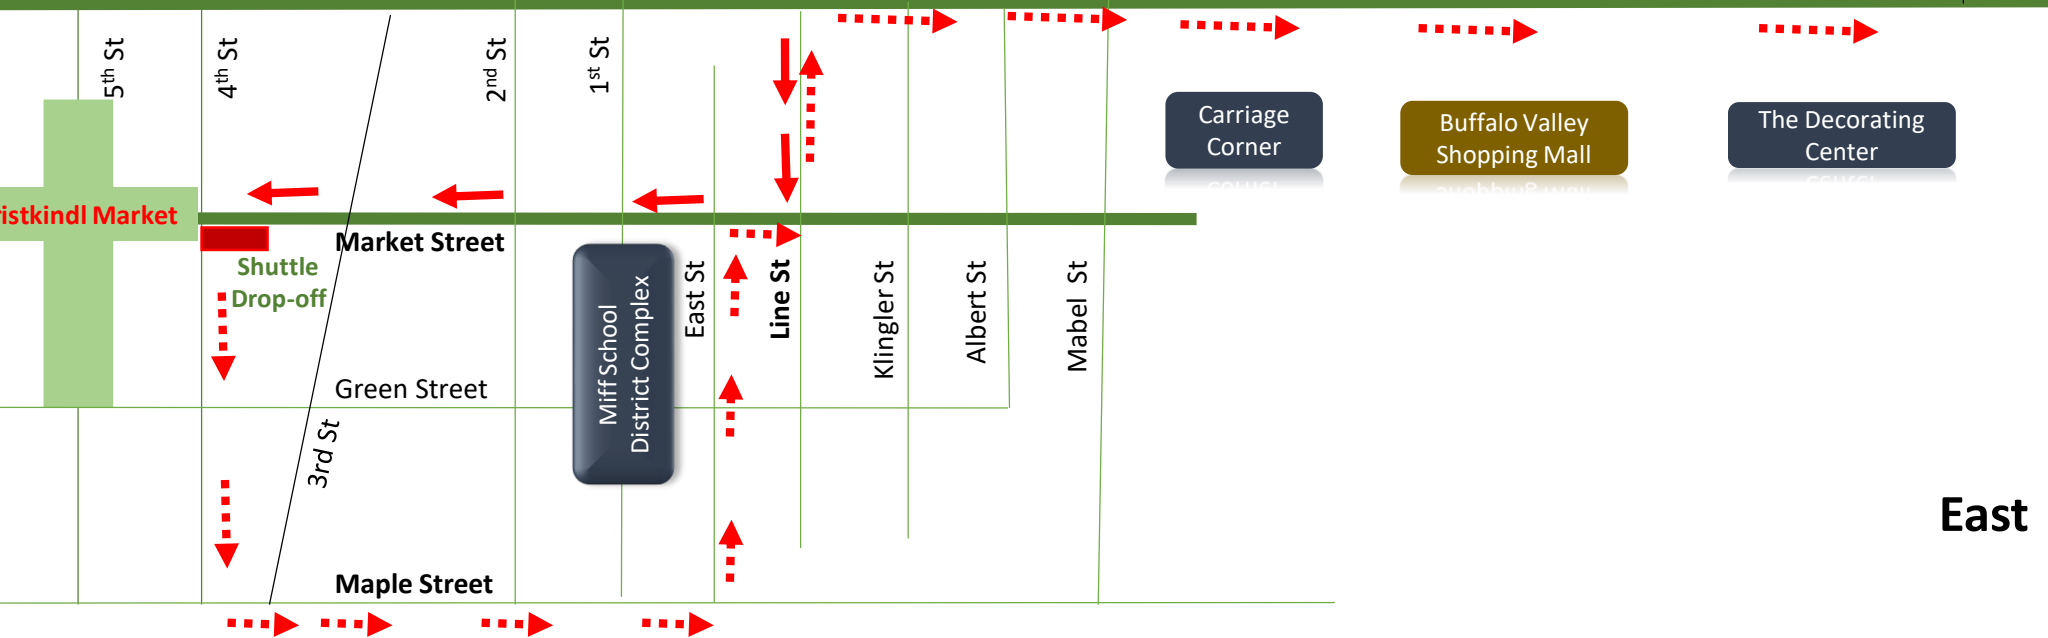 5th St
4th St
2nd St
1st St
Carriage
Corner
Buffalo Valley
Shopping Mall
The Decorating
Center
ristkindl Market
Market Street
Shuttle
Drop-off
Miff School
District Complex
East St
Line St
Klingler St
Albert St
Mabel St
Green Street
3rd St
East
Maple Street